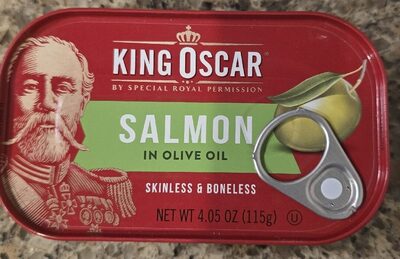 KING OSCAR
BY SPECIAL ROYAL PERMISSION
SALMON
IN OLIVE OIL
SKINLESS & BONELESS
NET WT 4.05 OZ (115g) U